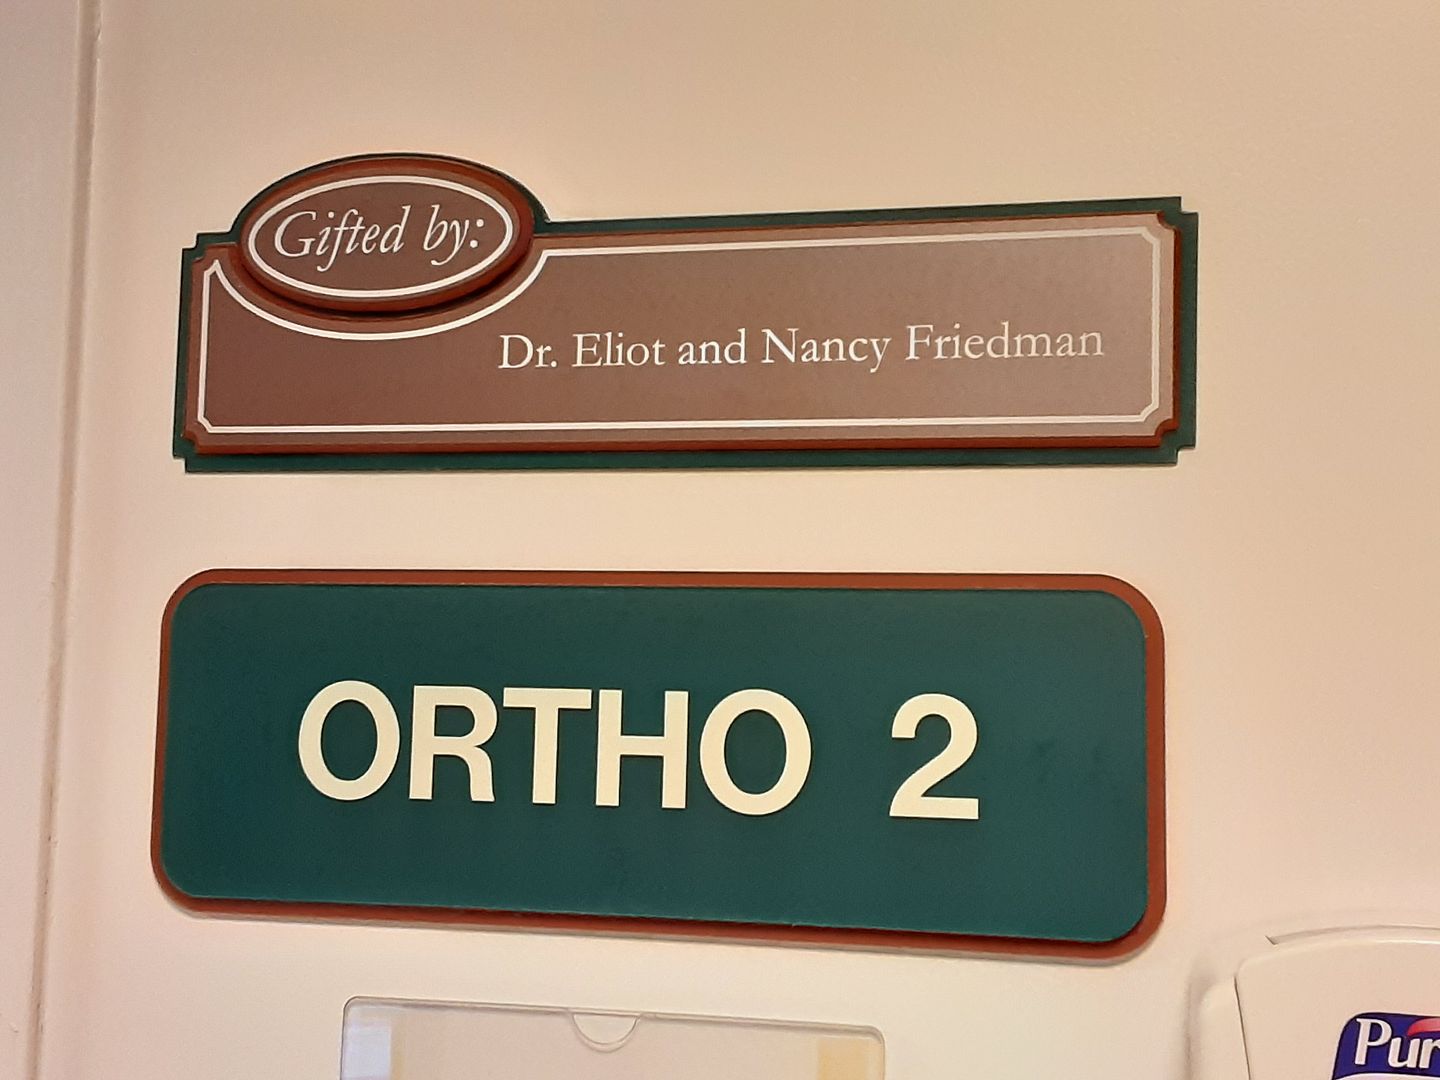 Gifted by:
Dr. Eliot and Nancy Friedman
ORTHO 2